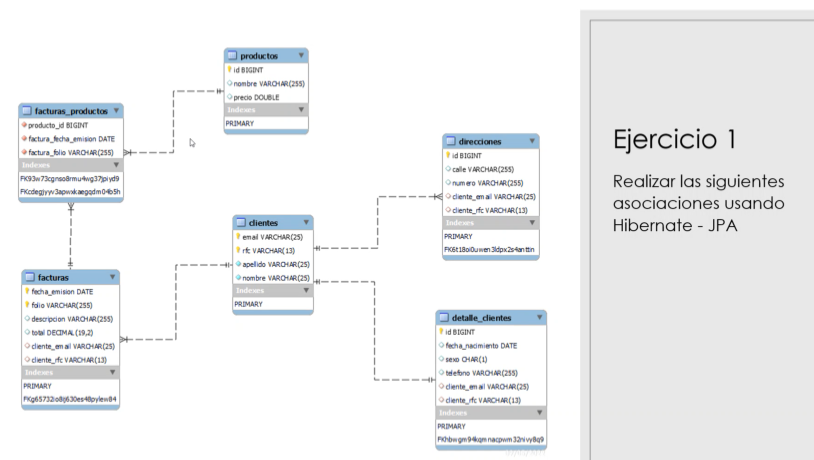 productos
id BIGINT
nombre VARCHAR(255)
precio DOUBLE
Indexes
PRIMARY
facturas_productos
producto_id BIGINT
factura_fecha_emision DATE
factura_folio VARCHAR(255)
Indexes
FK93w73cgnso8rmu4wg37jpiyd9
FKcdegjyyv3apwxkaegqdm04b5h
direcciones
id BIGINT
calle VARCHAR(255)
numero VARCHAR(255)
cliente_email VARCHAR(25)
cliente_rfc VARCHAR(13)
Indexes
PRIMARY
FK6t18oi0uwen3ldpx2s4anttin
clientes
email VARCHAR(25)
rfc VARCHAR(13)
apellido VARCHAR(25)
nombre VARCHAR(25)
Indexes
PRIMARY
facturas
fecha_emision DATE
folio VARCHAR(255)
descripcion VARCHAR(255)
total DECIMAL(19,2)
cliente_email VARCHAR(25)
cliente_rfc VARCHAR(13)
Indexes
PRIMARY
FKg65732io8ij630es48pylew84
detalle_clientes
id BIGINT
fecha_nacimiento DATE
sexo CHAR(1)
telefono VARCHAR(255)
cliente_email VARCHAR(25)
cliente_rfc VARCHAR(13)
Indexes
PRIMARY
FKhbwgm94kqmnacpwm32nivy8q9
Ejercicio 1
Realizar las siguientes
asociaciones usando
Hibernate - JPA